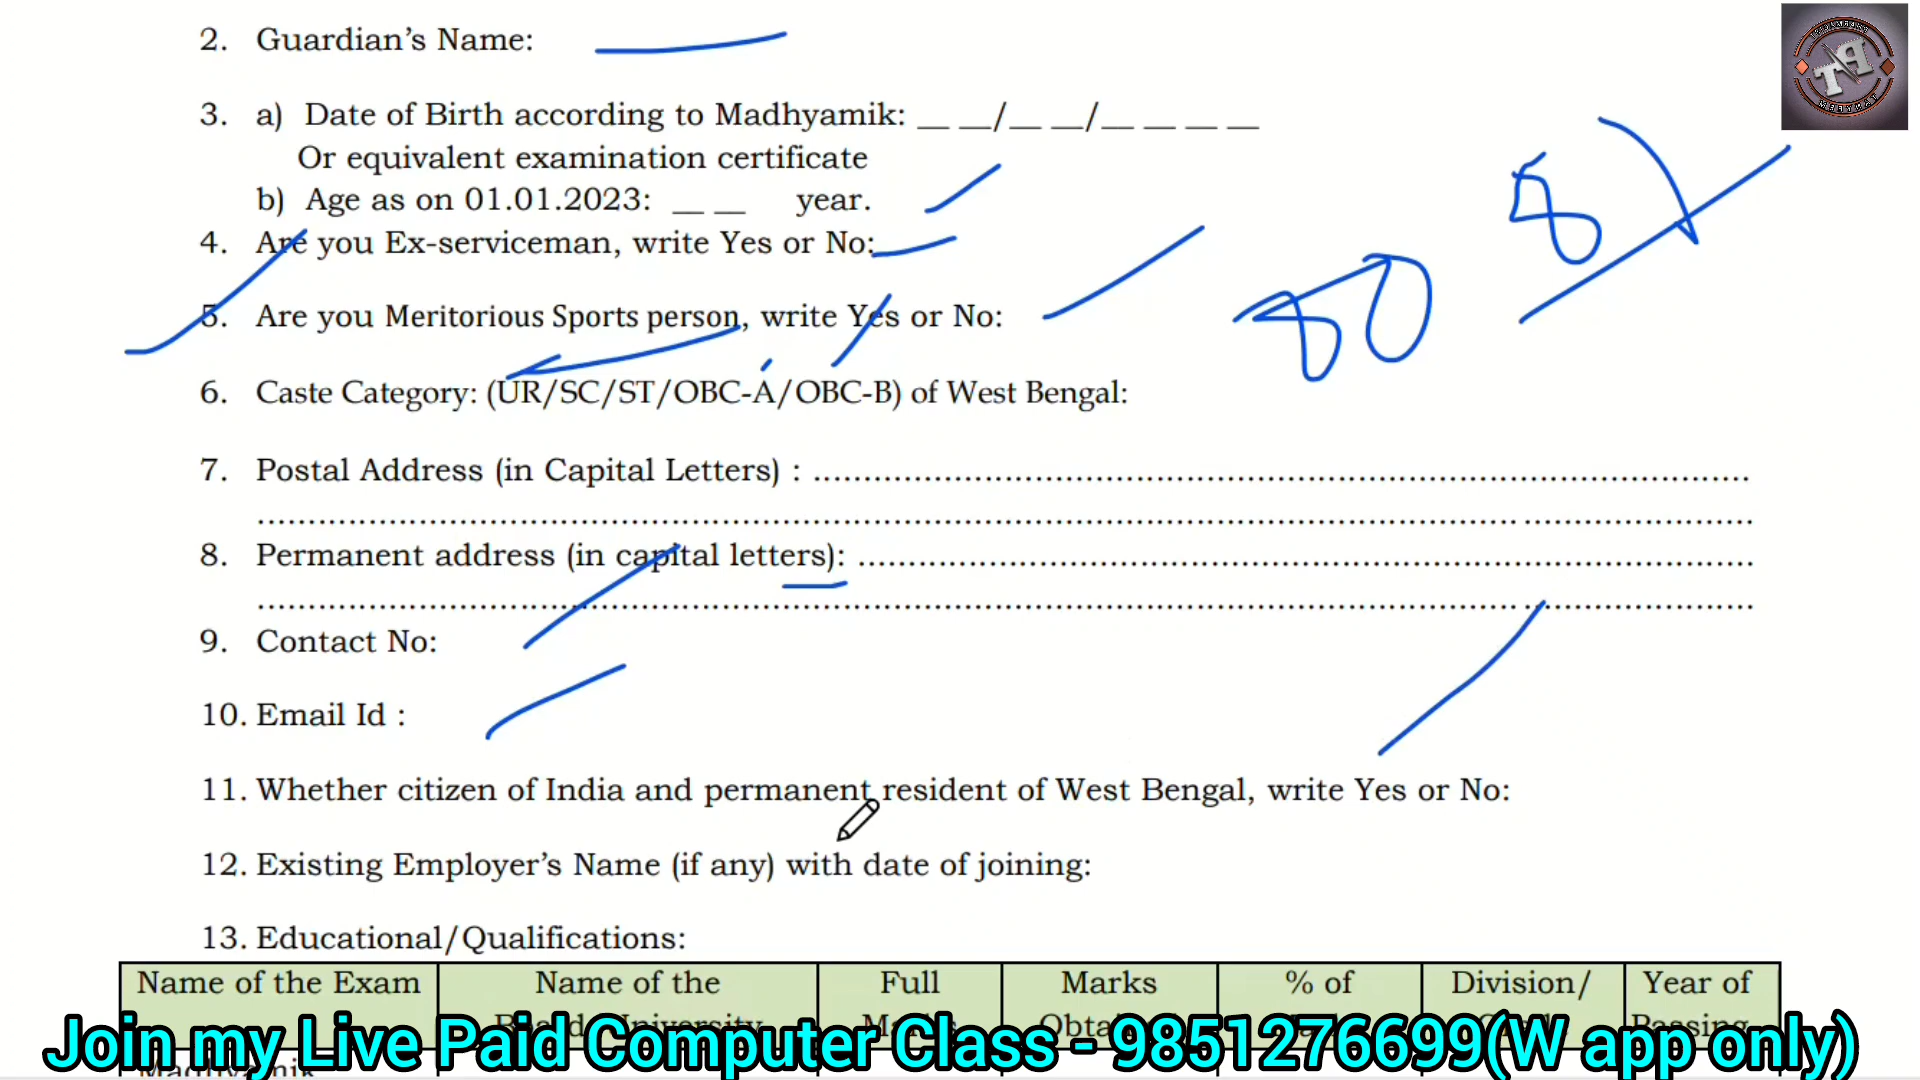 2. Guardian's Name:
3. a) Date of Birth according to Madhyamik: __ __/__ __/__ __ __ __
Or equivalent examination certificate
b) Age as on 01.01.2023: __ __ year.
4. Are you Ex-serviceman, write Yes or No:
5. Are you Meritorious Sports person, write Yes or No:
80
8
6. Caste Category: (UR/SC/ST/OBC-A/OBC-B) of West Bengal:
7. Postal Address (in Capital Letters) : ....................
....................
8. Permanent address (in capital letters): ....................
....................
9. Contact No:
10. Email Id :
11. Whether citizen of India and permanent resident of West Bengal, write Yes or No:
12. Existing Employer's Name (if any) with date of joining:
13. Educational/Qualifications:
Name of the Exam
Name of the
Full
Marks
% of
Division/
Year of
Passing
Madhyamik
Join my Live Paid Computer Class - 9851276699(W app only)